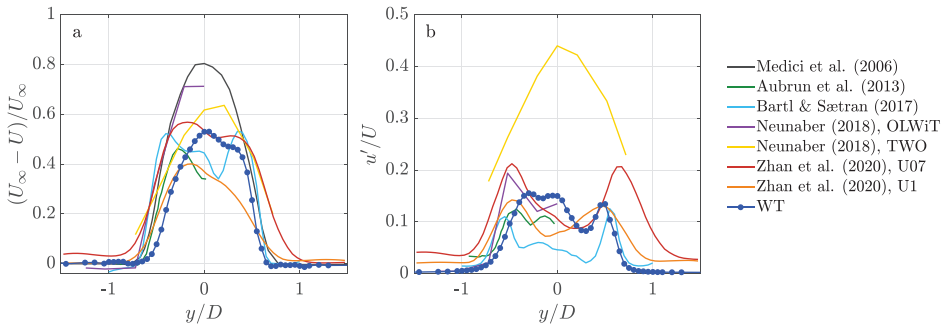 a
(U∞ − U)/U∞
0
0.2
0.4
0.6
0.8
1
-1
0
1
y/D
b
u′/U
0
0.1
0.2
0.3
0.4
0.5
-1
0
1
y/D
Medici et al. (2006)
Aubrun et al. (2013)
Bartl & Sætran (2017)
Neunaber (2018), OLWiT
Neunaber (2018), TWO
Zhan et al. (2020), U07
Zhan et al. (2020), U1
WT